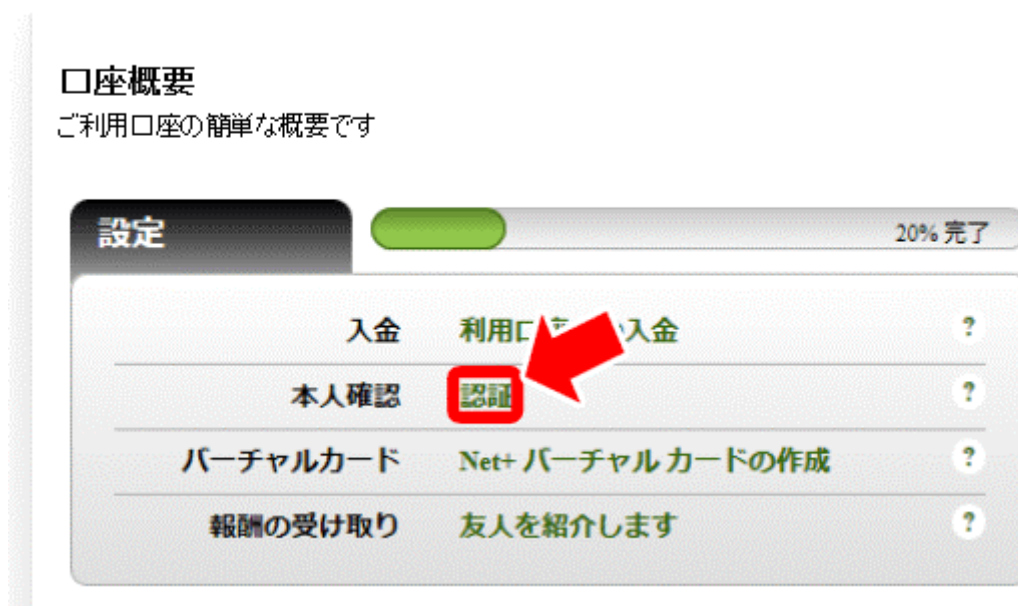 口座概要
ご利用口座の簡単な概要です
設定
20% 完了
入金 利用口 入金 ?
本人確認 認証 ?
バーチャルカード Net+ バーチャル カードの作成 ?
報酬の受け取り 友人を紹介します ?